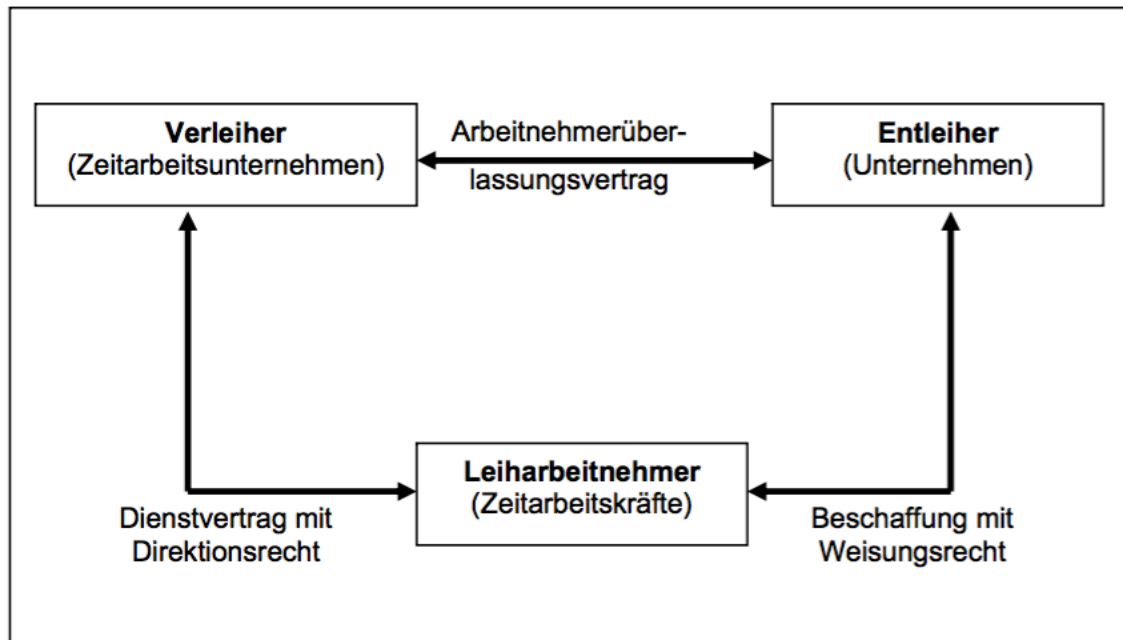 Verleiher
(Zeitarbeitsunternehmen)
Arbeitnehmerüber-
lassungsvertrag
Entleiher
(Unternehmen)
Leiharbeitnehmer
(Zeitarbeitskräfte)
Dienstvertrag mit
Direktionsrecht
Beschaffung mit
Weisungsrecht